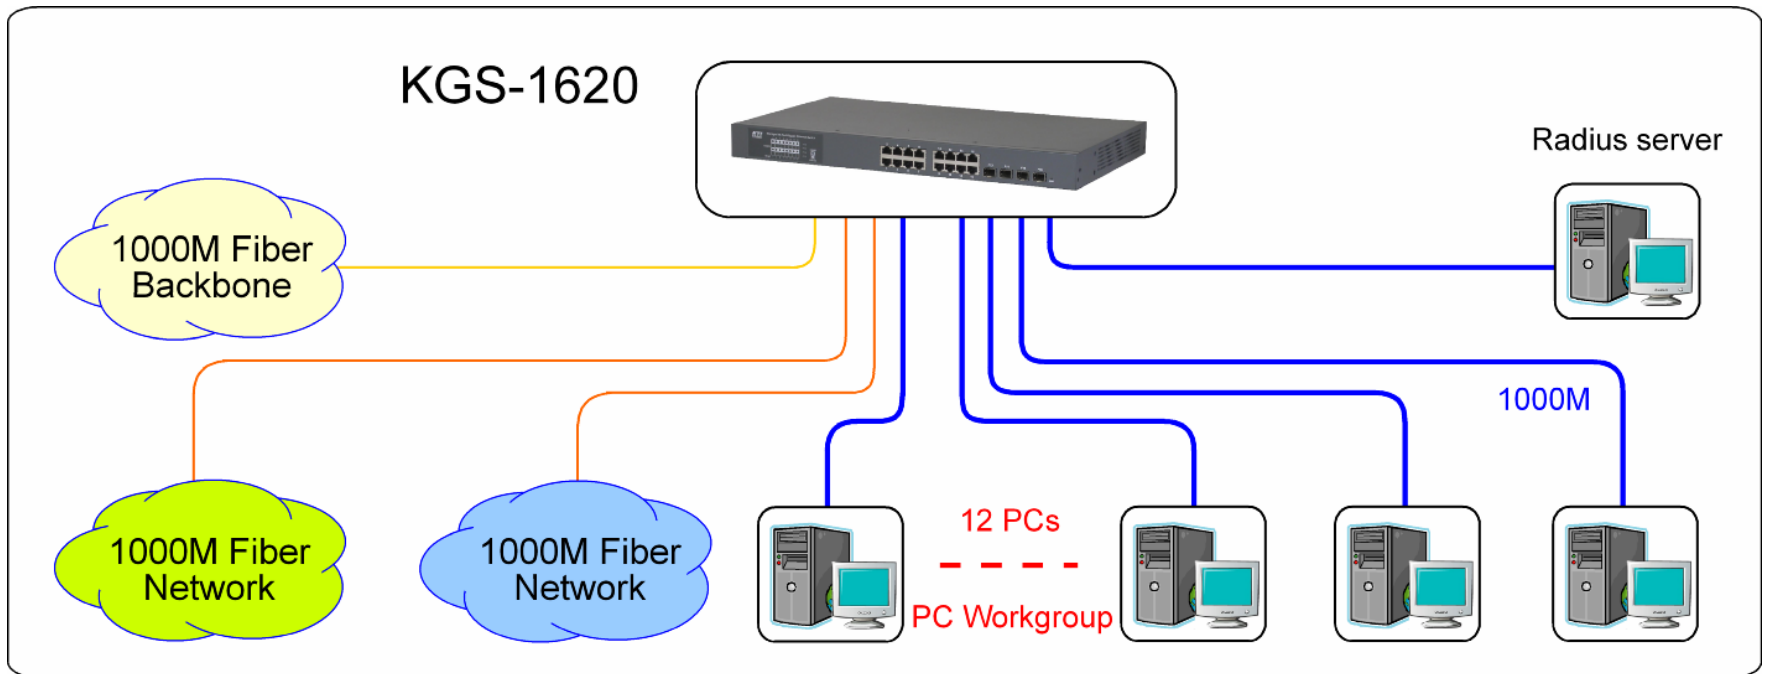 KGS-1620
Radius server
1000M Fiber
Backbone
1000M
1000M Fiber
Network
1000M Fiber
Network
12 PCs
PC Workgroup